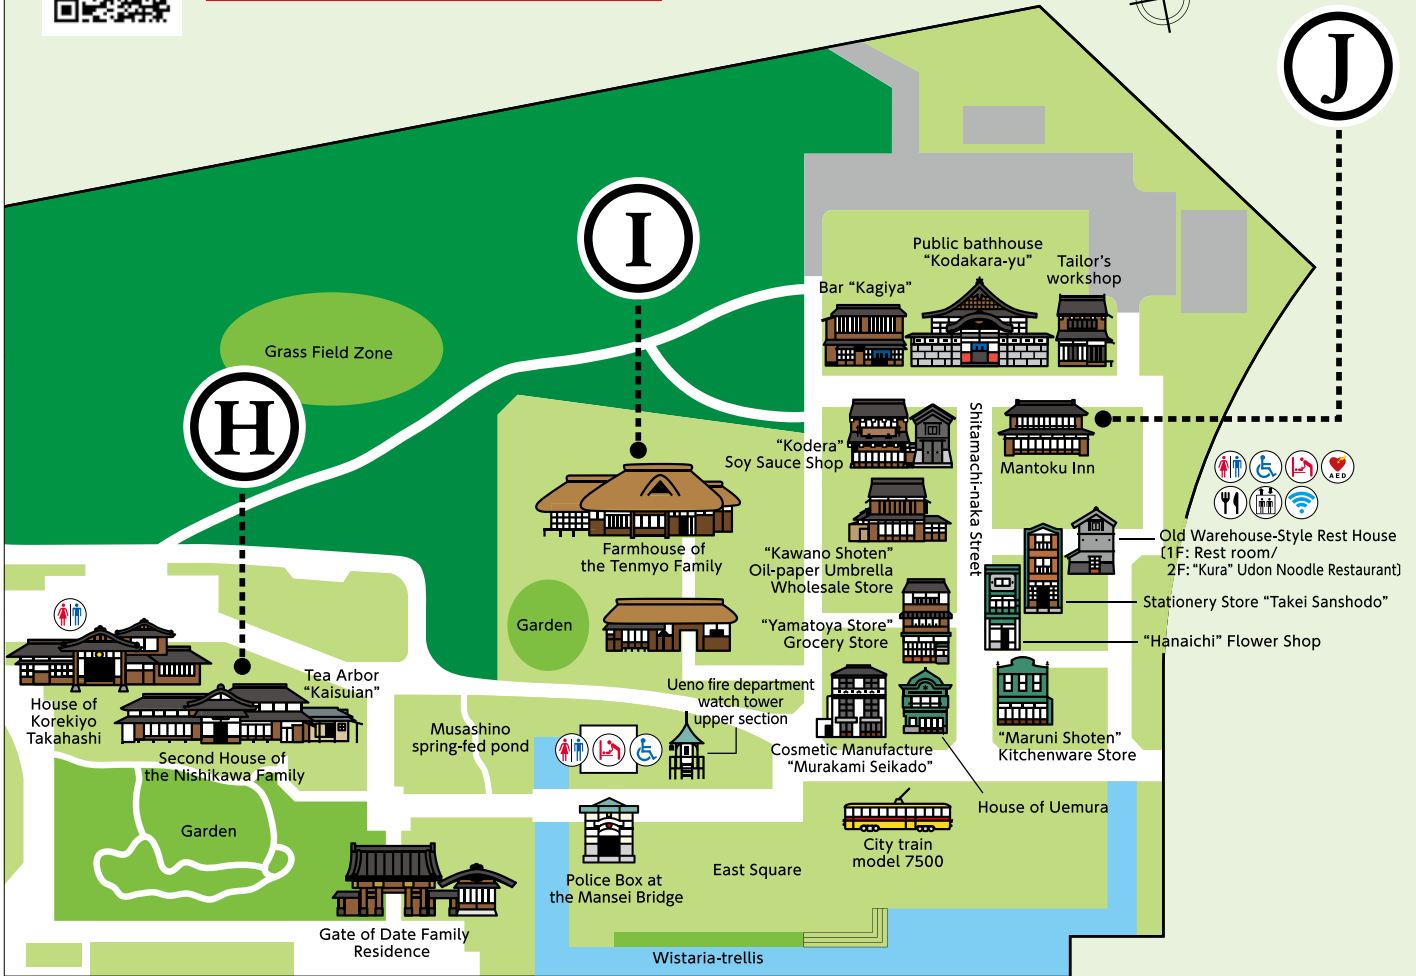 J
I
Public bathhouse
“Kodakara-yu”
Tailor’s
workshop
Bar “Kagiya”
Grass Field Zone
H
Shitamachi-naka Street
“Kodera”
Soy Sauce Shop
Mantoku Inn
AED
Old Warehouse-Style Rest House
(1F: Rest room/
2F: “Kura” Udon Noodle Restaurant)
Farmhouse of
the Tenmyo Family
“Kawano Shoten”
Oil-paper Umbrella
Wholesale Store
Stationery Store “Takei Sanshodo”
Garden
“Yamatoya Store”
Grocery Store
“Hanaichi” Flower Shop
Tea Arbor
“Kaisuian”
House of
Korekiyo
Takahashi
Ueno fire department
watch tower
upper section
Musashino
spring-fed pond
Second House of
the Nishikawa Family
Cosmetic Manufacture
“Murakami Seikado”
“Maruni Shoten”
Kitchenware Store
House of Uemura
Garden
City train
model 7500
East Square
Police Box at
the Mansei Bridge
Gate of Date Family
Residence
Wistaria-trellis